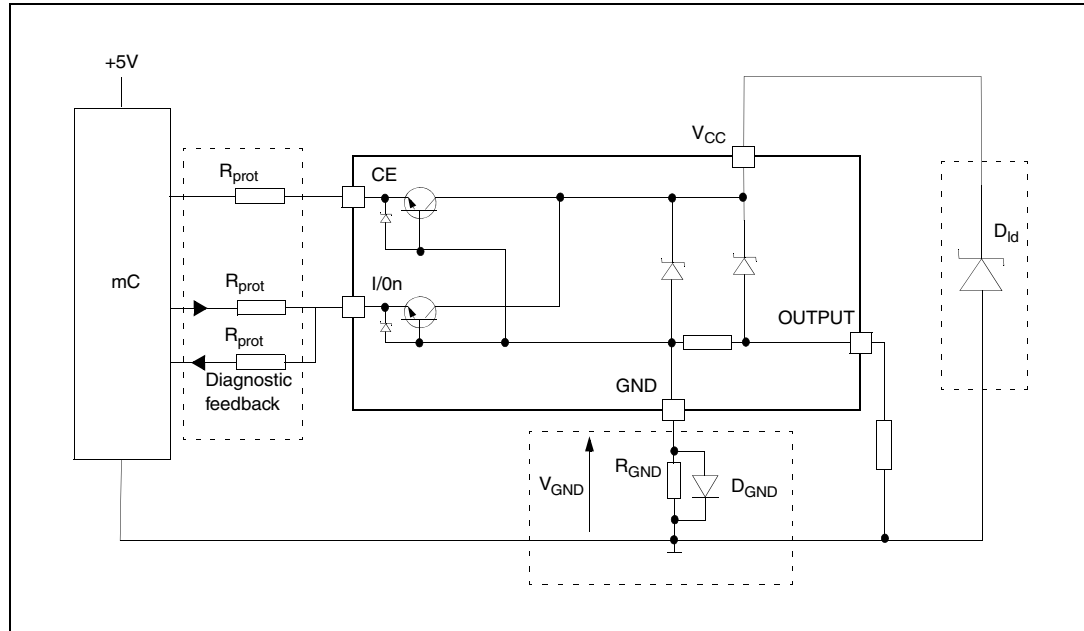 +5V
VCC
Rprot
CE
Dld
mC
Rprot
I/0n
Rprot
OUTPUT
Diagnostic
feedback
GND
RGND
VGND
DGND